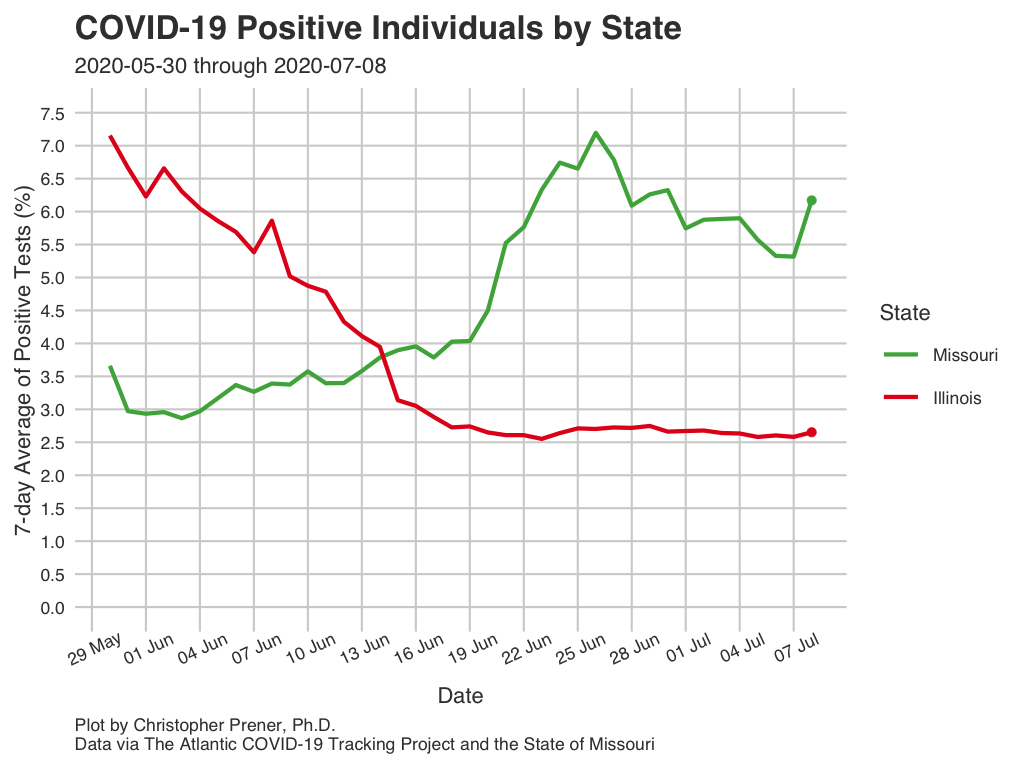 COVID-19 Positive Individuals by State
2020-05-30 through 2020-07-08
7-day Average of Positive Tests (%)
7.5
7.0
6.5
6.0
5.5
5.0
4.5
4.0
3.5
3.0
2.5
2.0
1.5
1.0
0.5
0.0
29 May
01 Jun
04 Jun
07 Jun
10 Jun
13 Jun
16 Jun
19 Jun
22 Jun
25 Jun
28 Jun
01 Jul
04 Jul
07 Jul
Date
State
Missouri
Illinois
Plot by Christopher Prener, Ph.D.
Data via The Atlantic COVID-19 Tracking Project and the State of Missouri